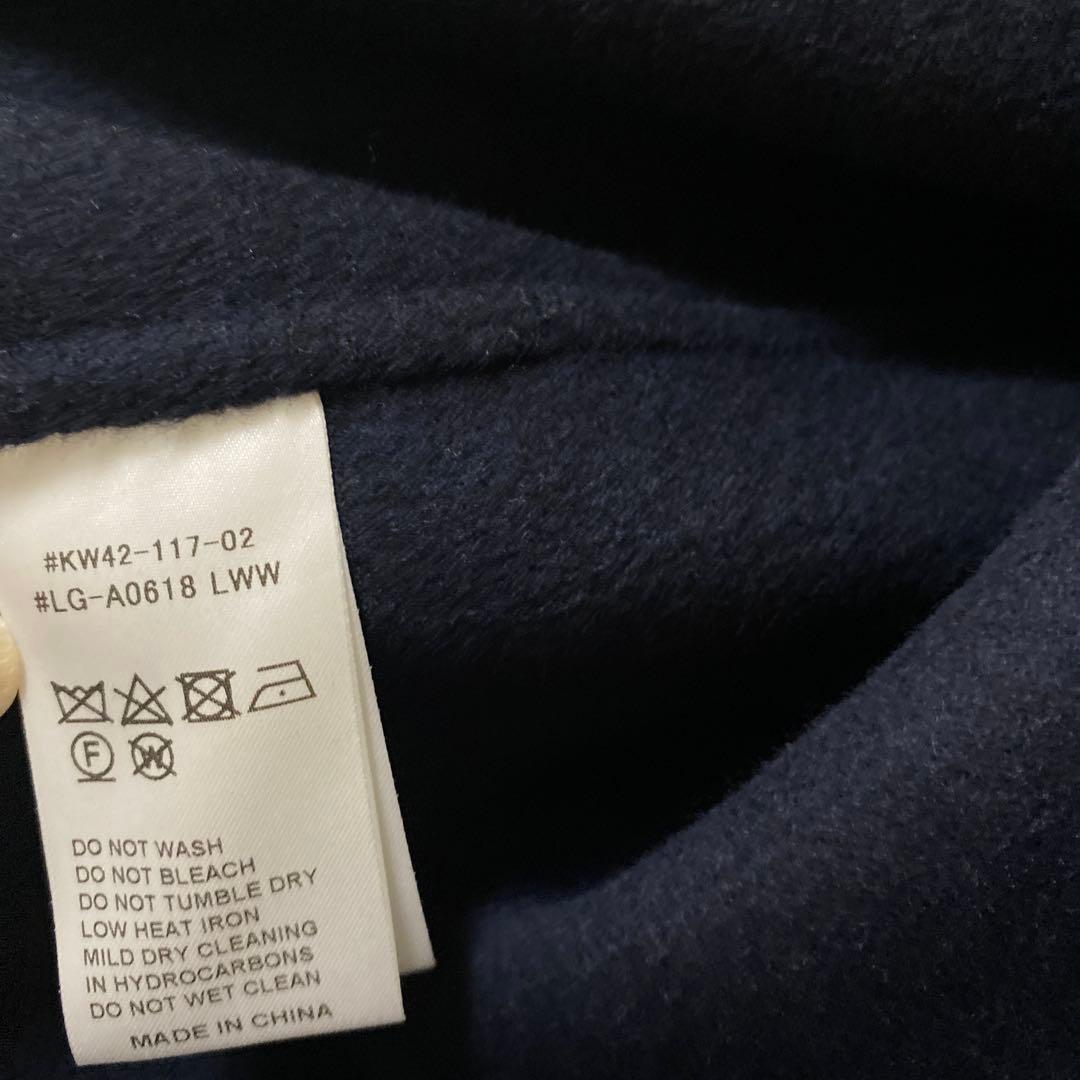 #KW42-117-02
#LG-A0618 LWW
F W
DO NOT WASH
DO NOT BLEACH
DO NOT TUMBLE DRY
LOW HEAT IRON
MILD DRY CLEANING
IN HYDROCARBONS
DO NOT WET CLEAN
MADE IN CHINA